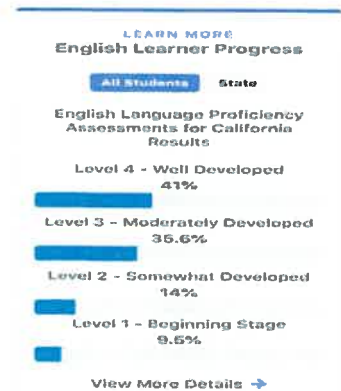 LEARN MORE
English Learner Progress
All Students State
English Language Proficiency
Assessments for California
Results
Level 4 - Well Developed
41%
Level 3 - Moderately Developed
35.6%
Level 2 - Somewhat Developed
14%
Level 1 - Beginning Stage
9.5%
View More Details →